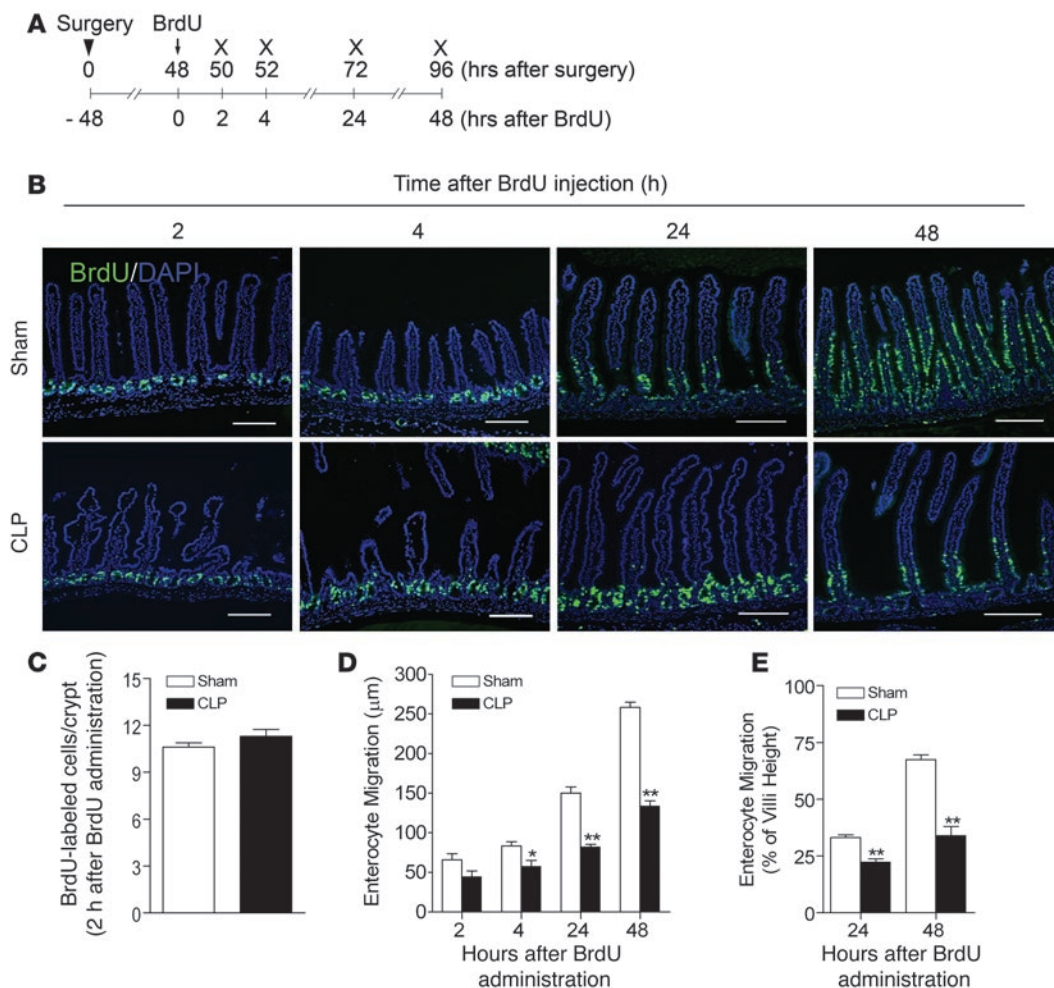 A
Surgery BrdU
X X X X
0 48 50 52 72 96 (hrs after surgery)
- 48 0 2 4 24 48 (hrs after BrdU)
B
Time after BrdU injection (h)
2 4 24 48
BrdU/DAPI
Sham
CLP
C
BrdU-labeled cells/crypt
(2 h after BrdU administration)
15
12
9
6
3
0
Sham
CLP
D
Enterocyte Migration (μm)
300
250
200
150
100
50
0
Sham
CLP
*
**
**
2 4 24 48
Hours after BrdU
administration
E
Enterocyte Migration
(% of Villi Height)
100
75
50
25
0
Sham
CLP
**
**
24 48
Hours after BrdU
administration